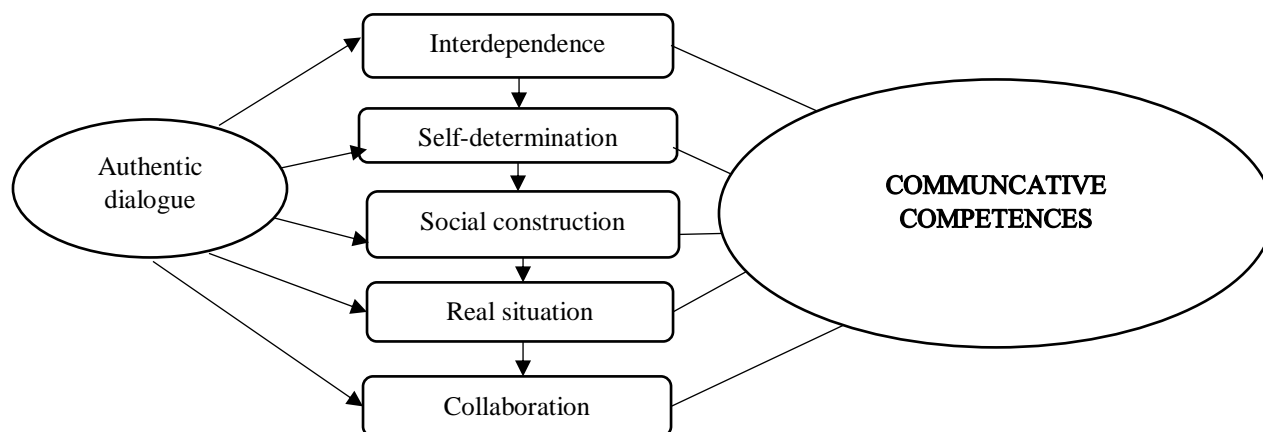 Interdependence
Self-determination
Authentic
dialogue
Social construction
COMMUNCATIVE
COMPETENCES
Real situation
Collaboration